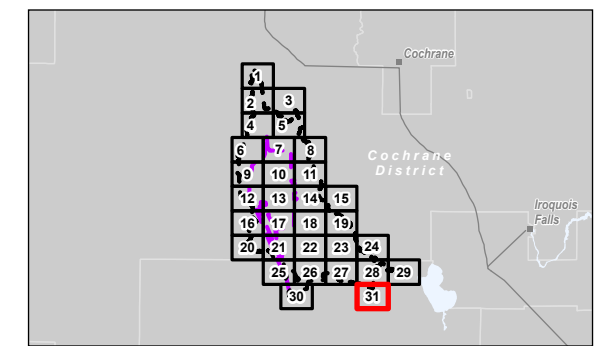 Cochrane
1
2 3
4 5
6 7 8
Cochrane
District
9 10 11
12 13 14 15
Iroquois
Falls
16 17 18 19
20 21 22 23 24
25 26 27 28 29
30 31